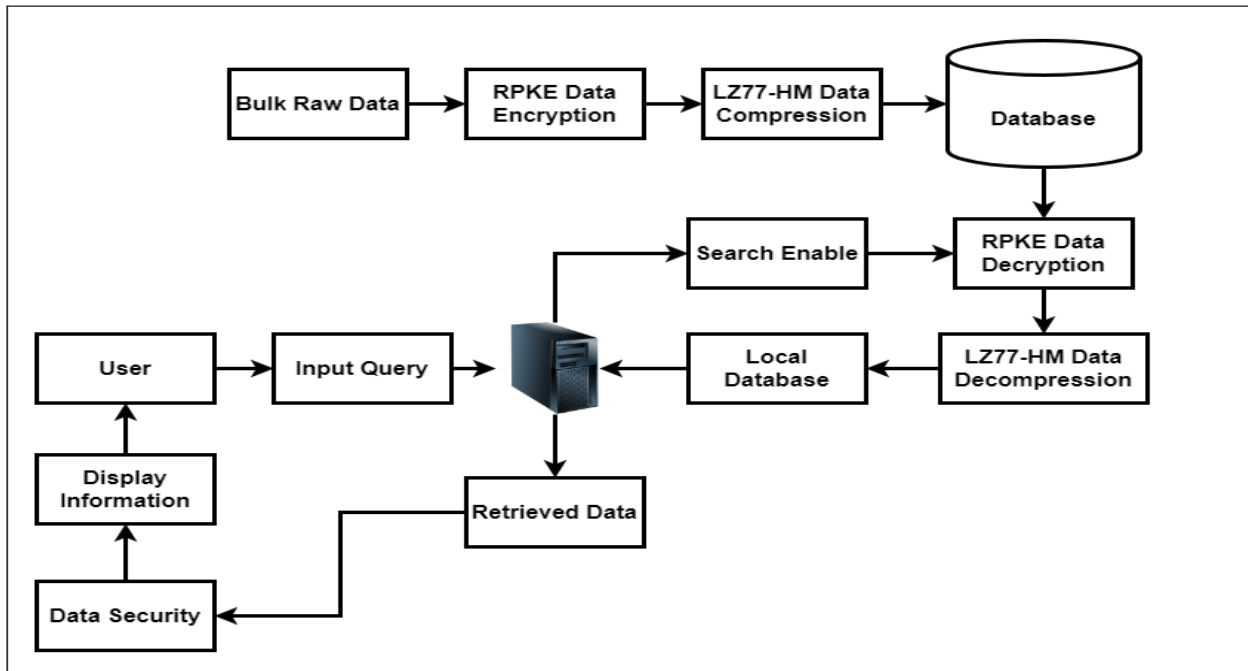 Bulk Raw Data
RPKE Data
Encryption
LZ77-HM Data
Compression
Database
Search Enable
RPKE Data
Decryption
User
Input Query
Local
Database
LZ77-HM Data
Decompression
Display
Information
Retrieved Data
Data Security